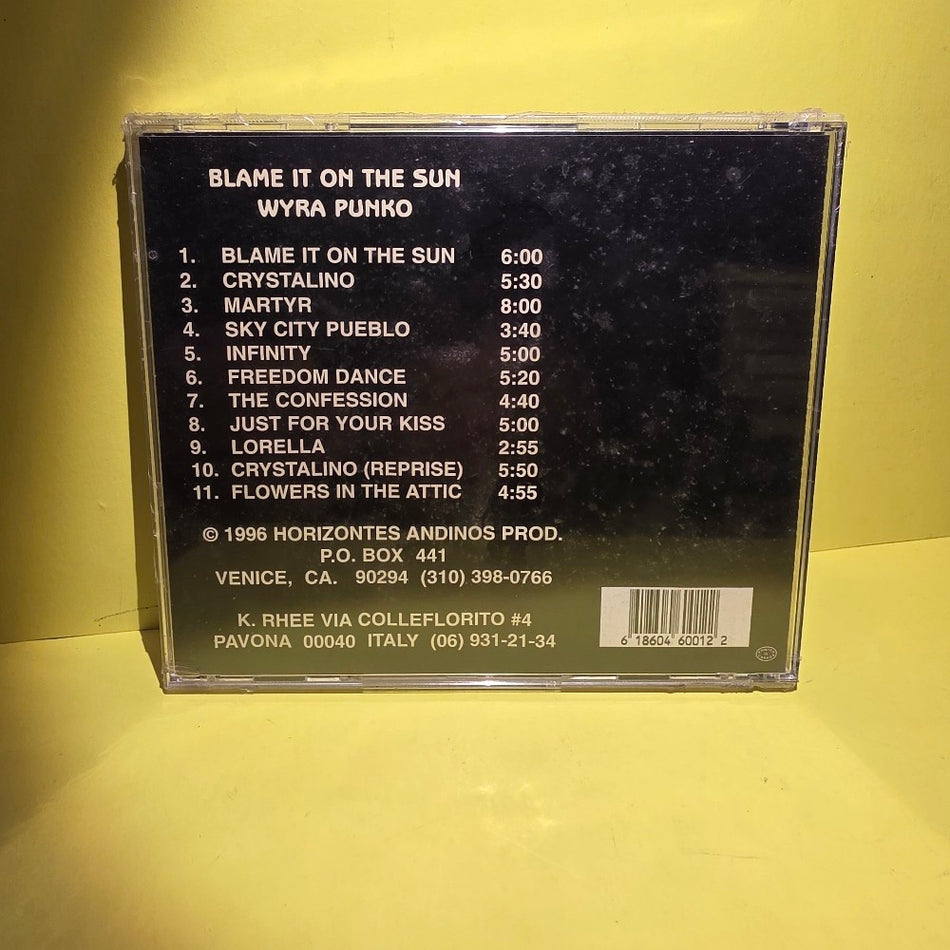 BLAME IT ON THE SUN
WYRA PUNKO
1. BLAME IT ON THE SUN 6:00
2. CRYSTALINO 5:30
3. MARTYR 8:00
4. SKY CITY PUEBLO 3:40
5. INFINITY 5:00
6. FREEDOM DANCE 5:20
7. THE CONFESSION 4:40
8. JUST FOR YOUR KISS 5:00
9. LORELLA 2:55
10. CRYSTALINO (REPRISE) 5:50
11. FLOWERS IN THE ATTIC 4:55
© 1996 HORIZONTES ANDINOS PROD.
P.O. BOX 441
VENICE, CA. 90294 (310) 398-0766
K. RHEE VIA COLLEFLORITO #4
PAVONA 00040 ITALY (06) 931-21-34
6 18604 60012 2